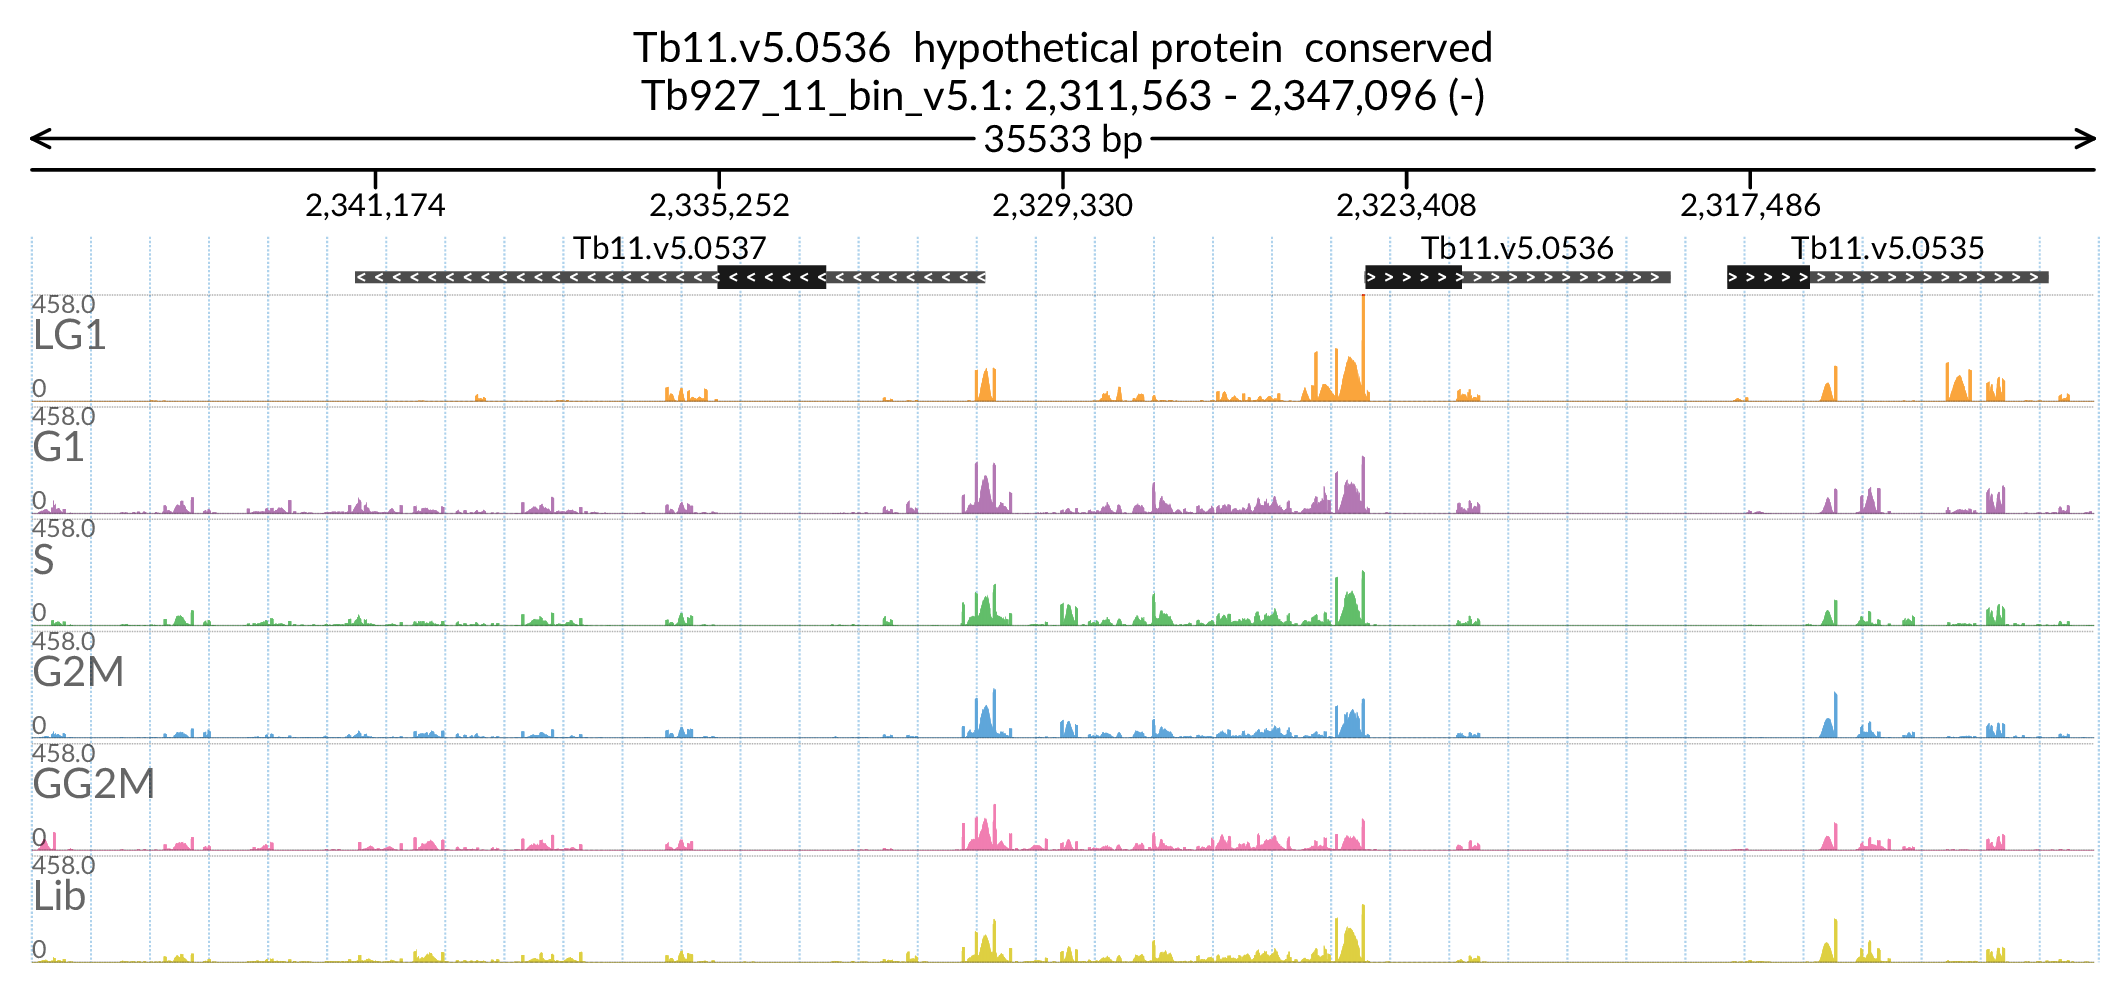 Tb11.v5.0536 hypothetical protein conserved
Tb927_11_bin_v5.1: 2,311,563 - 2,347,096 (-)
35533 bp
2,341,174 2,335,252 2,329,330 2,323,408 2,317,486
Tb11.v5.0537 Tb11.v5.0536 Tb11.v5.0535
458.0
LG1
0
458.0
G1
0
458.0
S
0
458.0
G2M
0
458.0
GG2M
0
458.0
Lib
0